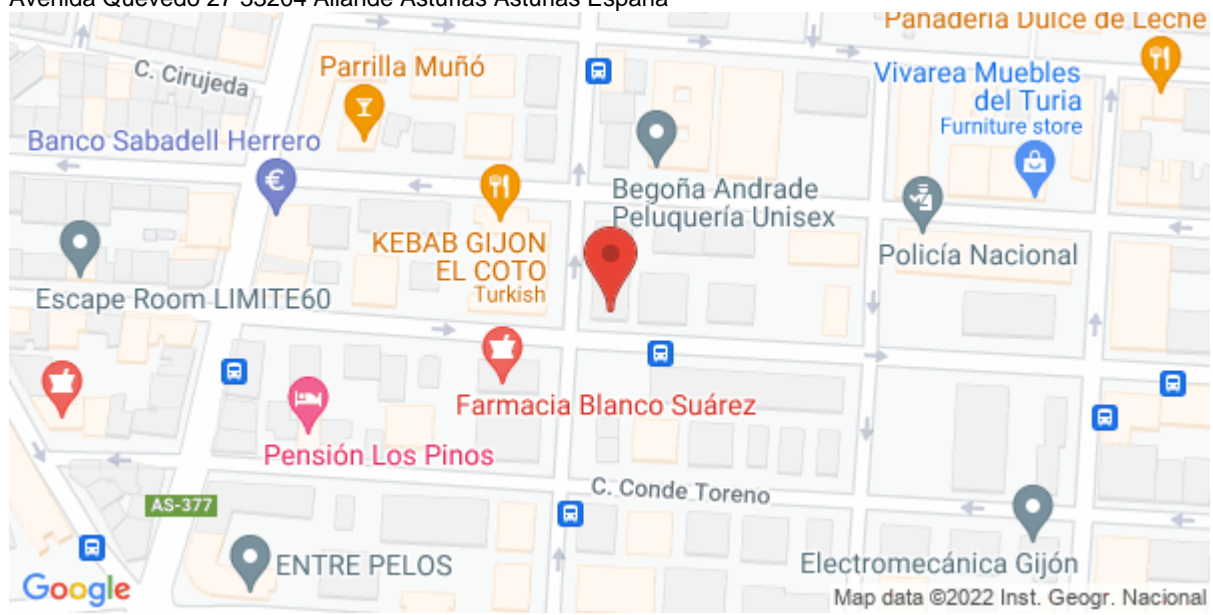 Avenida Quevedo 27 33204 Allande Asturias Asturias España
Panadería Dulce de Leche
C. Cirujeda
Parrilla Muñó
Vivarea Muebles
del Turia
Furniture store
Banco Sabadell Herrero
€
Begoña Andrade
Peluquería Unisex
KEBAB GIJON
EL COTO
Turkish
Policía Nacional
Escape Room LIMITE60
Farmacia Blanco Suárez
Pensión Los Pinos
C. Conde Toreno
AS-377
ENTRE PELOS
Electromecánica Gijón
Google
Map data ©2022 Inst. Geogr. Nacional